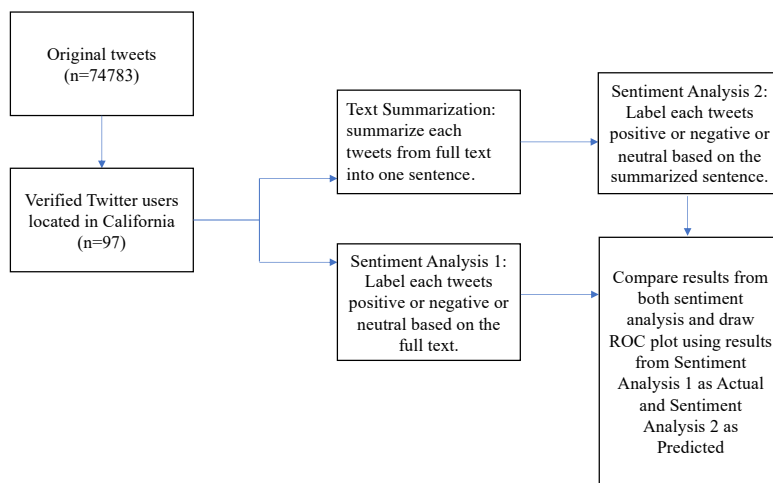 Original tweets
(n=74783)
Verified Twitter users
located in California
(n=97)
Text Summarization:
summarize each
tweets from full text
into one sentence.
Sentiment Analysis 1:
Label each tweets
positive or negative or
neutral based on the
full text.
Sentiment Analysis 2:
Label each tweets
positive or negative or
neutral based on the
summarized sentence.
Compare results from
both sentiment
analysis and draw
ROC plot using results
from Sentiment
Analysis 1 as Actual
and Sentiment
Analysis 2 as
Predicted